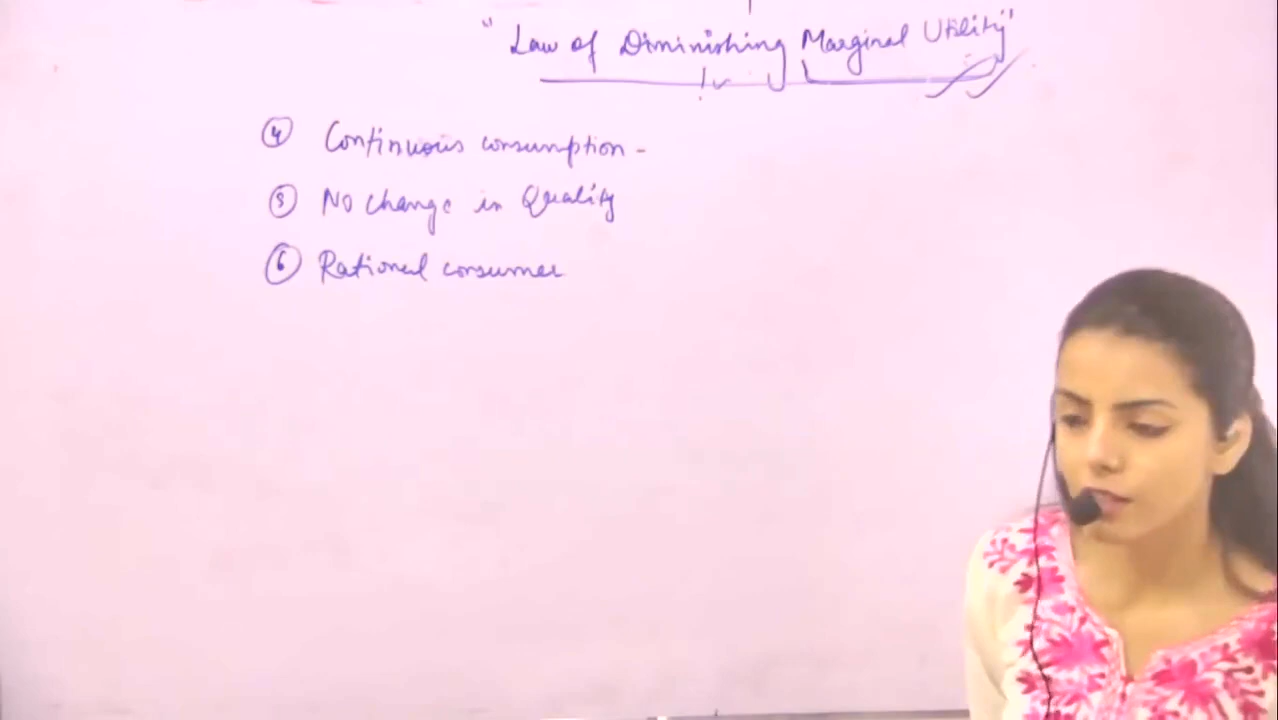 "Law of Diminishing Marginal Utility"
④ Continuous consumption -
⑤ No change in Quality
⑥ Rational consumer